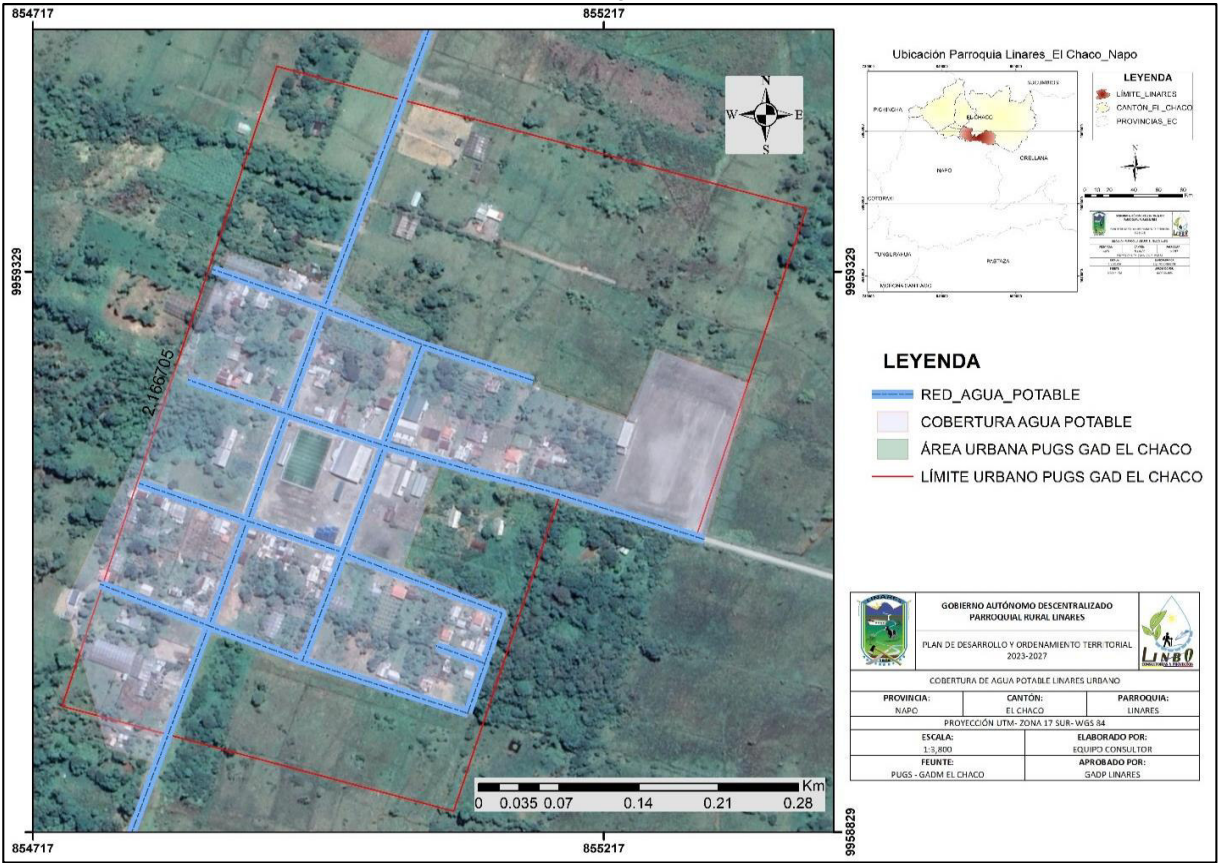 854717
855217
9959329
2.166705
N
W
E
S
Km
0 0.035 0.07 0.14 0.21 0.28
854717
855217
9959329
9958829
Ubicación Parroquia Linares_El Chaco_Napo
SUCUMBIOS
PICHINCHA
EL CHACO
ORELLANA
NAPO
COTOPAXI
TUNGURAHUA
PASTAZA
MORONA SANTIAGO
LEYENDA
LÍMITE_LINARES
CANTÓN_EL_CHACO
PROVINCIAS_EC
N
LEYENDA
RED_AGUA_POTABLE
COBERTURA AGUA POTABLE
ÁREA URBANA PUGS GAD EL CHACO
LÍMITE URBANO PUGS GAD EL CHACO
LINARES
GOBIERNO AUTÓNOMO DESCENTRALIZADO
PARROQUIAL RURAL LINARES
PLAN DE DESARROLLO Y ORDENAMIENTO TERRITORIAL
2023-2027
LINBO
COBERTURA DE AGUA POTABLE LINARES URBANO
PROVINCIA:
NAPO
CANTÓN:
EL CHACO
PARROQUIA:
LINARES
PROYECCIÓN UTM- ZONA 17 SUR- WGS 84
ESCALA:
1:3,800
ELABORADO POR:
EQUIPO CONSULTOR
FEUNTE:
PUGS - GADM EL CHACO
APROBADO POR:
GADP LINARES